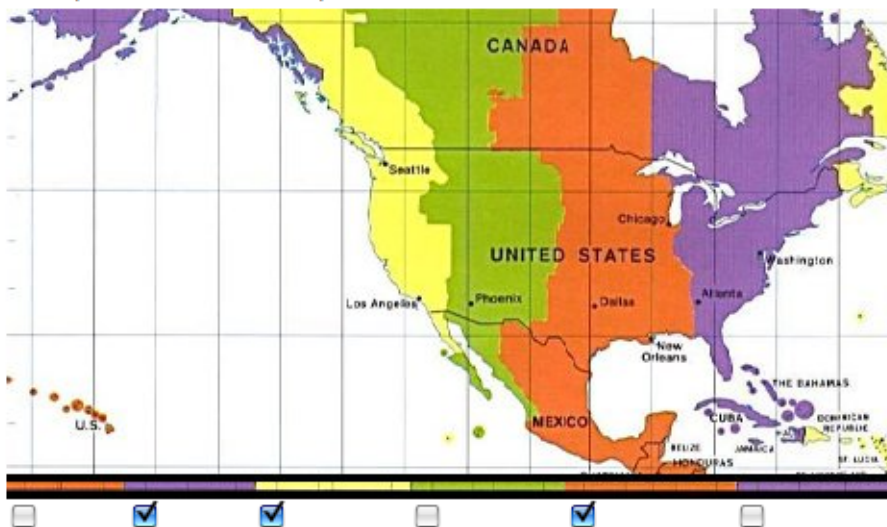 CANADA
Seattle
Chicago
UNITED STATES
Washington
Los Angeles
Phoenix
Dallas
Atlanta
New
Orleans
THE BAHAMAS
U.S.
MEXICO
CUBA
DOMINICAN
REPUBLIC
JAMAICA
BELIZE
ST. LUCIA
HONDURAS